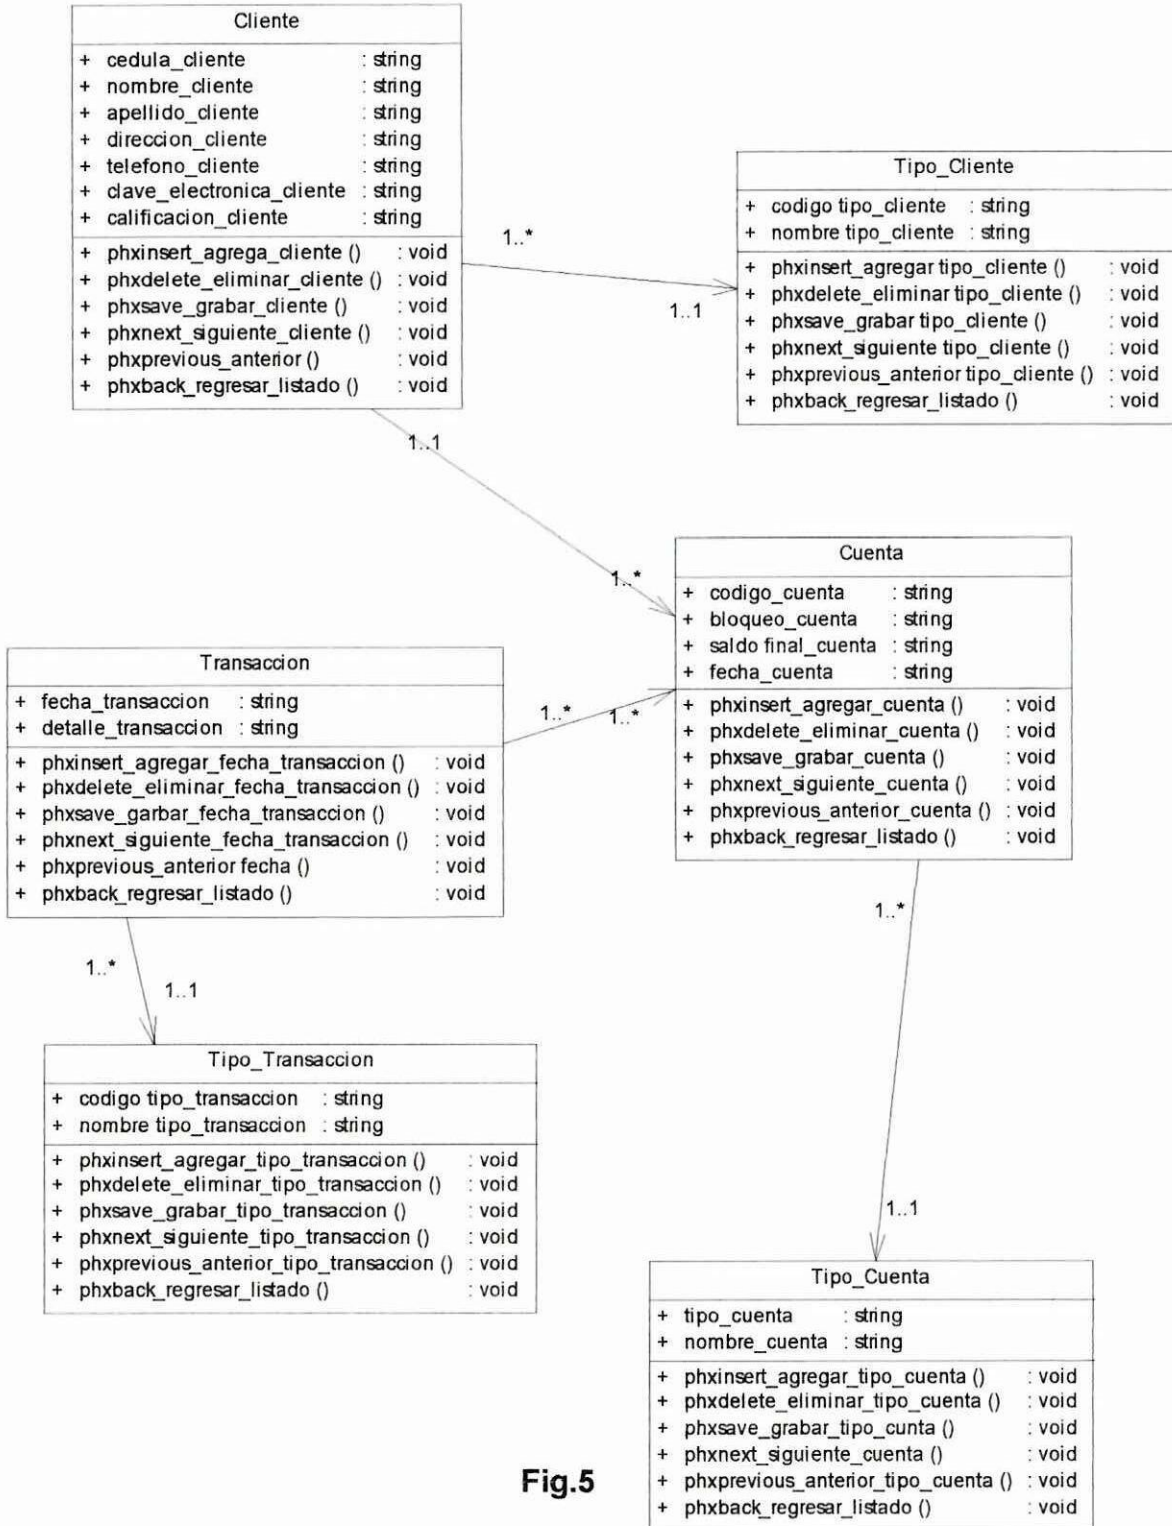 Cliente
+ cedula_cliente : string
+ nombre_cliente : string
+ apellido_cliente : string
+ direccion_cliente : string
+ telefono_cliente : string
+ clave_electronica_cliente : string
+ calificacion_cliente : string
+ phxinsert_agrega_cliente () : void
+ phxdelete_eliminar_cliente () : void
+ phxsave_grabar_cliente () : void
+ phxnext_siguiente_cliente () : void
+ phxprevious_anterior () : void
+ phxback_regresar_listado () : void
1..*
1..1
Tipo_Cliente
+ codigo tipo_cliente : string
+ nombre tipo_cliente : string
+ phxinsert_agregar tipo_cliente () : void
+ phxdelete_eliminar tipo_cliente () : void
+ phxsave_grabar tipo_cliente () : void
+ phxnext_siguiente tipo_cliente () : void
+ phxprevious_anterior tipo_cliente () : void
+ phxback_regresar_listado () : void
1..1
1..*
Cuenta
+ codigo_cuenta : string
+ bloqueo_cuenta : string
+ saldo final_cuenta : string
+ fecha_cuenta : string
+ phxinsert_agregar_cuenta () : void
+ phxdelete_eliminar_cuenta () : void
+ phxsave_grabar_cuenta () : void
+ phxnext_siguiente_cuenta () : void
+ phxprevious_anterior_cuenta () : void
+ phxback_regresar_listado () : void
Transaccion
+ fecha_transaccion : string
+ detalle_transaccion : string
+ phxinsert_agregar_fecha_transaccion () : void
+ phxdelete_eliminar_fecha_transaccion () : void
+ phxsave_garbar_fecha_transaccion () : void
+ phxnext_siguiente_fecha_transaccion () : void
+ phxprevious_anterior fecha () : void
+ phxback_regresar_listado () : void
1..*
1..*
1..*
1..1
1..*
1..1
Tipo_Transaccion
+ codigo tipo_transaccion : string
+ nombre tipo_transaccion : string
+ phxinsert_agregar_tipo_transaccion () : void
+ phxdelete_eliminar_tipo_transaccion () : void
+ phxsave_grabar_tipo_transaccion () : void
+ phxnext_siguiente_tipo_transaccion () : void
+ phxprevious_anterior_tipo_transaccion () : void
+ phxback_regresar_listado () : void
Tipo_Cuenta
+ tipo_cuenta : string
+ nombre_cuenta : string
+ phxinsert_agregar_tipo_cuenta () : void
+ phxdelete_eliminar_tipo_cuenta () : void
+ phxsave_grabar_tipo_cunta () : void
+ phxnext_siguiente_cuenta () : void
+ phxprevious_anterior_tipo_cuenta () : void
+ phxback_regresar_listado () : void
Fig.5